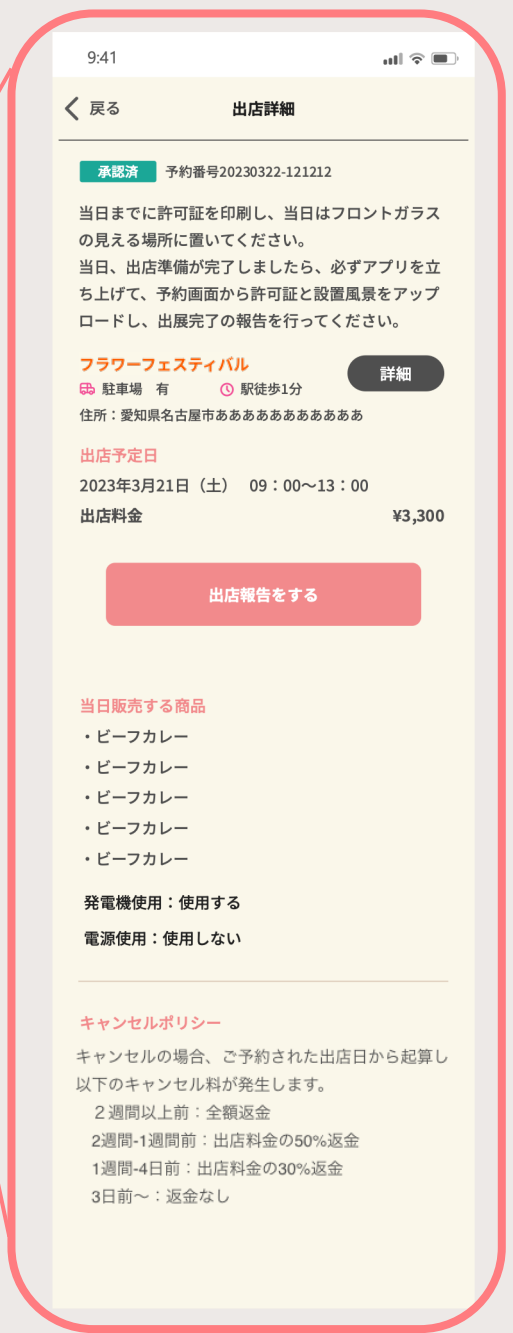 9:41
戻る
出店詳細
承認済 予約番号20230322-121212
当日までに許可証を印刷し、当日はフロントガラス
の見える場所に置いてください。
当日、出店準備が完了しましたら、必ずアプリを立
ち上げて、予約画面から許可証と設置風景をアップ
ロードし、出展完了の報告を行ってください。
フラワーフェスティバル
詳細
駐車場 有 駅徒歩1分
住所：愛知県名古屋市あああああああああああ
出店予定日
2023年3月21日（土） 09：00〜13：00
出店料金 ¥3,300
出店報告をする
当日販売する商品
・ビーフカレー
・ビーフカレー
・ビーフカレー
・ビーフカレー
・ビーフカレー
発電機使用：使用する
電源使用：使用しない
キャンセルポリシー
キャンセルの場合、ご予約された出店日から起算し
以下のキャンセル料が発生します。
２週間以上前：全額返金
2週間-1週間前：出店料金の50%返金
1週間-4日前：出店料金の30%返金
3日前〜：返金なし